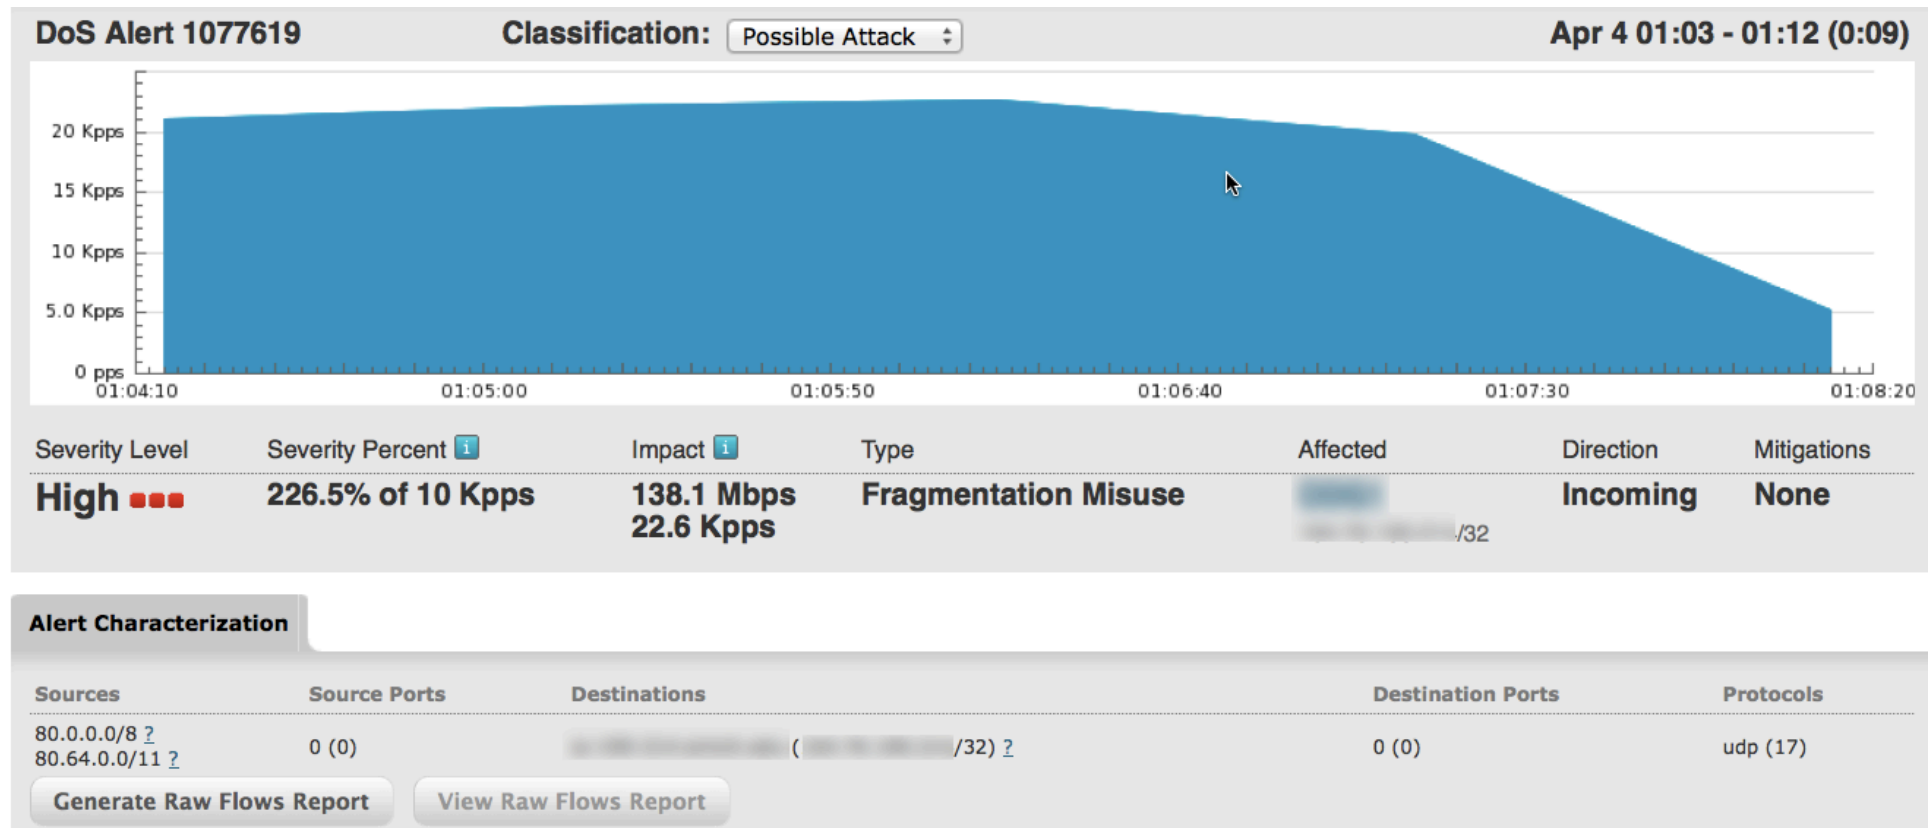 DoS Alert 1077619 Classification: Possible Attack Apr 4 01:03 - 01:12 (0:09)
20 Kpps
15 Kpps
10 Kpps
5.0 Kpps
0 pps
01:04:10 01:05:00 01:05:50 01:06:40 01:07:30 01:08:20
Severity Level Severity Percent i Impact i Type Affected Direction Mitigations
High 226.5% of 10 Kpps 138.1 Mbps Fragmentation Misuse Incoming None
22.6 Kpps
/32
Alert Characterization
Sources Source Ports Destinations Destination Ports Protocols
80.0.0.0/8 ?
80.64.0.0/11 ? 0 (0) ( /32) ? 0 (0) udp (17)
Generate Raw Flows Report View Raw Flows Report